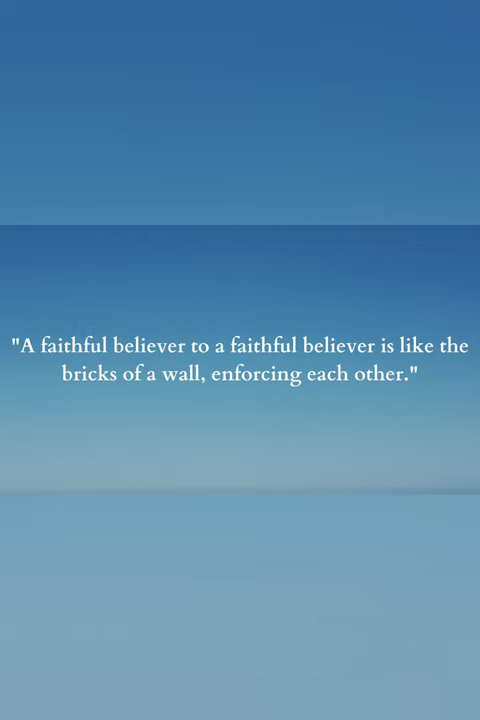 "A faithful believer to a faithful believer is like the
bricks of a wall, enforcing each other."